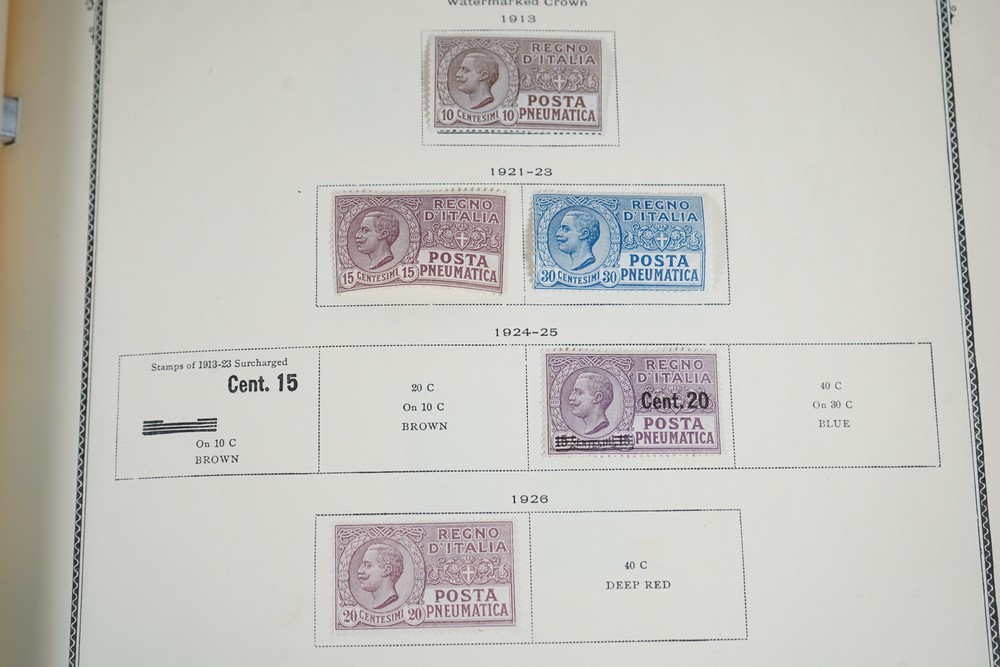 Watermarked Crown
1913
REGNO
D'ITALIA
POSTA
PNEUMATICA
10 CENTESIMI 10
1921-23
REGNO
D'ITALIA
POSTA
PNEUMATICA
15 CENTESIMI 15
REGNO
D'ITALIA
POSTA
PNEUMATICA
30 CENTESIMI 30
1924-25
Stamps of 1913-23 Surcharged
Cent. 15
On 10 C
BROWN
20 C
On 10 C
BROWN
REGNO
D'ITALIA
Cent. 20
POSTA
PNEUMATICA
15 CENTESIMI 15
40 C
On 30 C
BLUE
1926
REGNO
D'ITALIA
POSTA
PNEUMATICA
20 CENTESIMI 20
40 C
DEEP RED